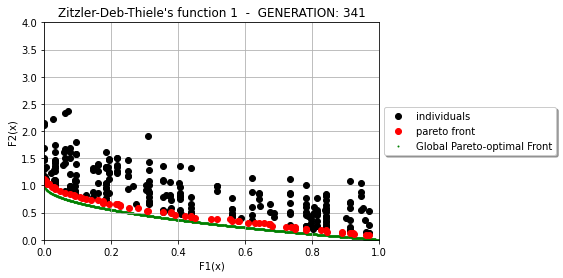 Zitzler-Deb-Thiele's function 1 - GENERATION: 341
4.0
3.5
3.0
2.5
2.0
1.5
1.0
0.5
0.0
F2(x)
0.0 0.2 0.4 0.6 0.8 1.0
F1(x)
individuals
pareto front
Global Pareto-optimal Front